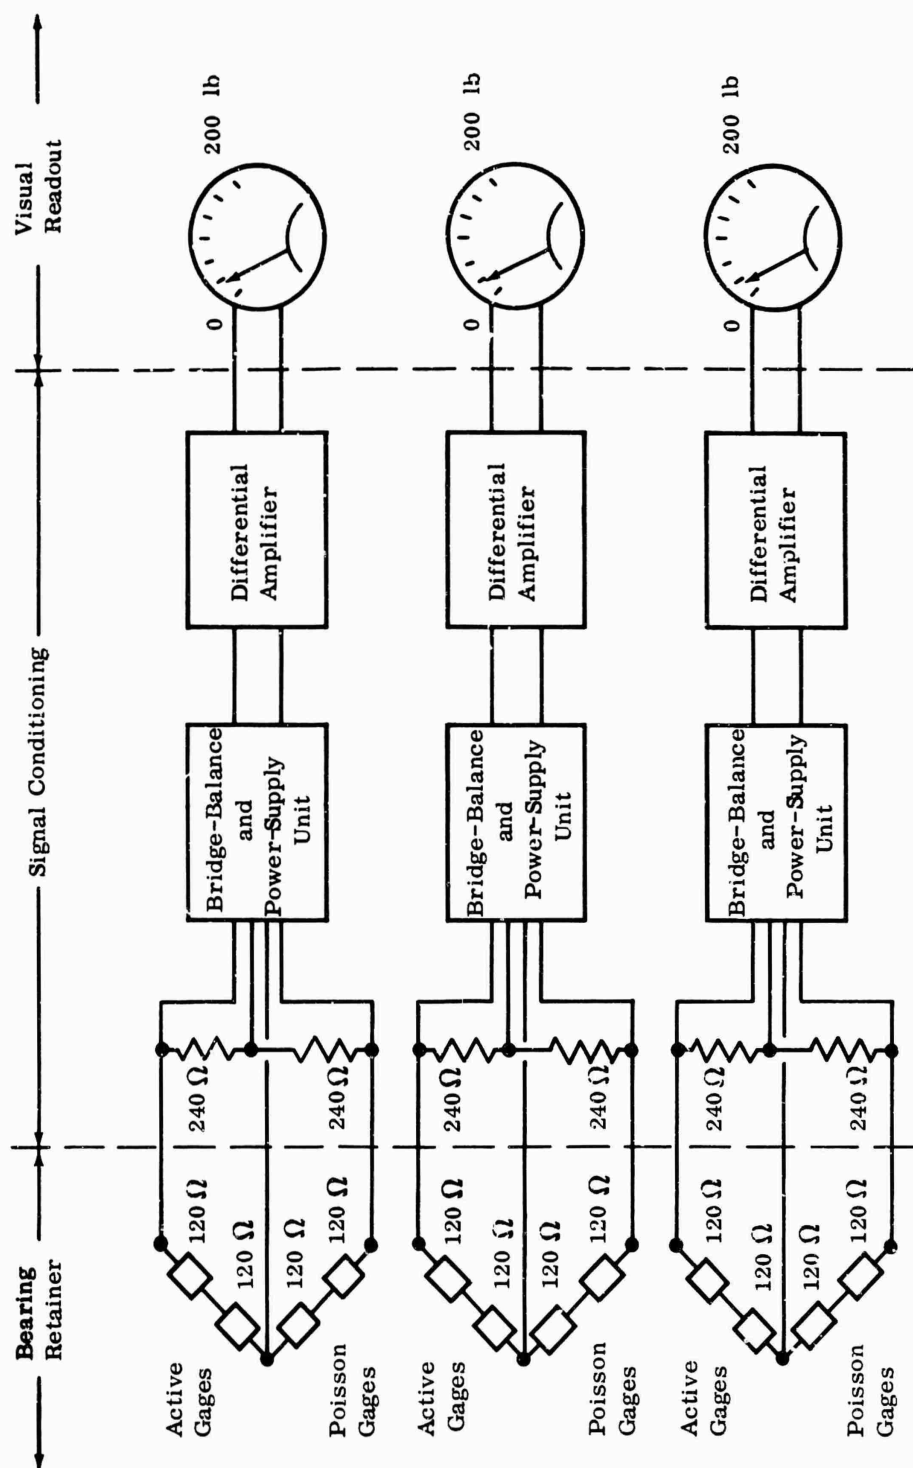 Bearing
Retainer
Signal Conditioning
Visual
Readout
Active
Gages
120 Ω
120 Ω
120 Ω
120 Ω
Poisson
Gages
240 Ω
240 Ω
Bridge-Balance
and
Power-Supply
Unit
Differential
Amplifier
0
200 lb
Active
Gages
120 Ω
120 Ω
120 Ω
120 Ω
Poisson
Gages
240 Ω
240 Ω
Bridge-Balance
and
Power-Supply
Unit
Differential
Amplifier
0
200 lb
Active
Gages
120 Ω
120 Ω
120 Ω
120 Ω
Poisson
Gages
240 Ω
240 Ω
Bridge-Balance
and
Power-Supply
Unit
Differential
Amplifier
0
200 lb